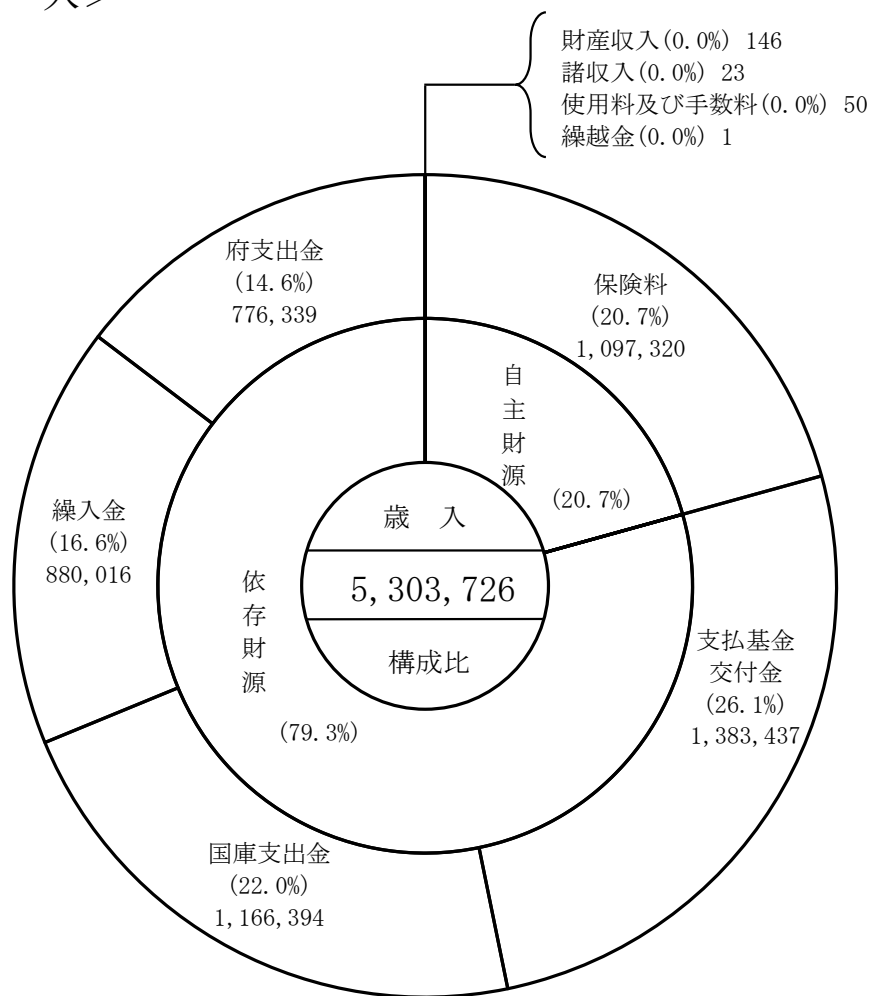 財産収入(0.0%) 146
諸収入(0.0%) 23
使用料及び手数料(0.0%) 50
繰越金(0.0%) 1
府支出金
(14.6%)
776,339
保険料
(20.7%)
1,097,320
自主財源
(20.7%)
繰入金
(16.6%)
880,016
歳 入
5,303,726
構成比
依存財源
(79.3%)
支払基金
交付金
(26.1%)
1,383,437
国庫支出金
(22.0%)
1,166,394